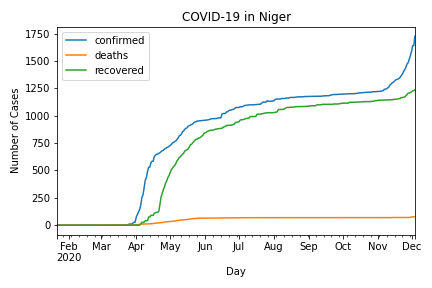 COVID-19 in Niger
confirmed
deaths
recovered
Number of Cases
1750
1500
1250
1000
750
500
250
0
Feb Mar Apr May Jun Jul Aug Sep Oct Nov Dec
2020
Day